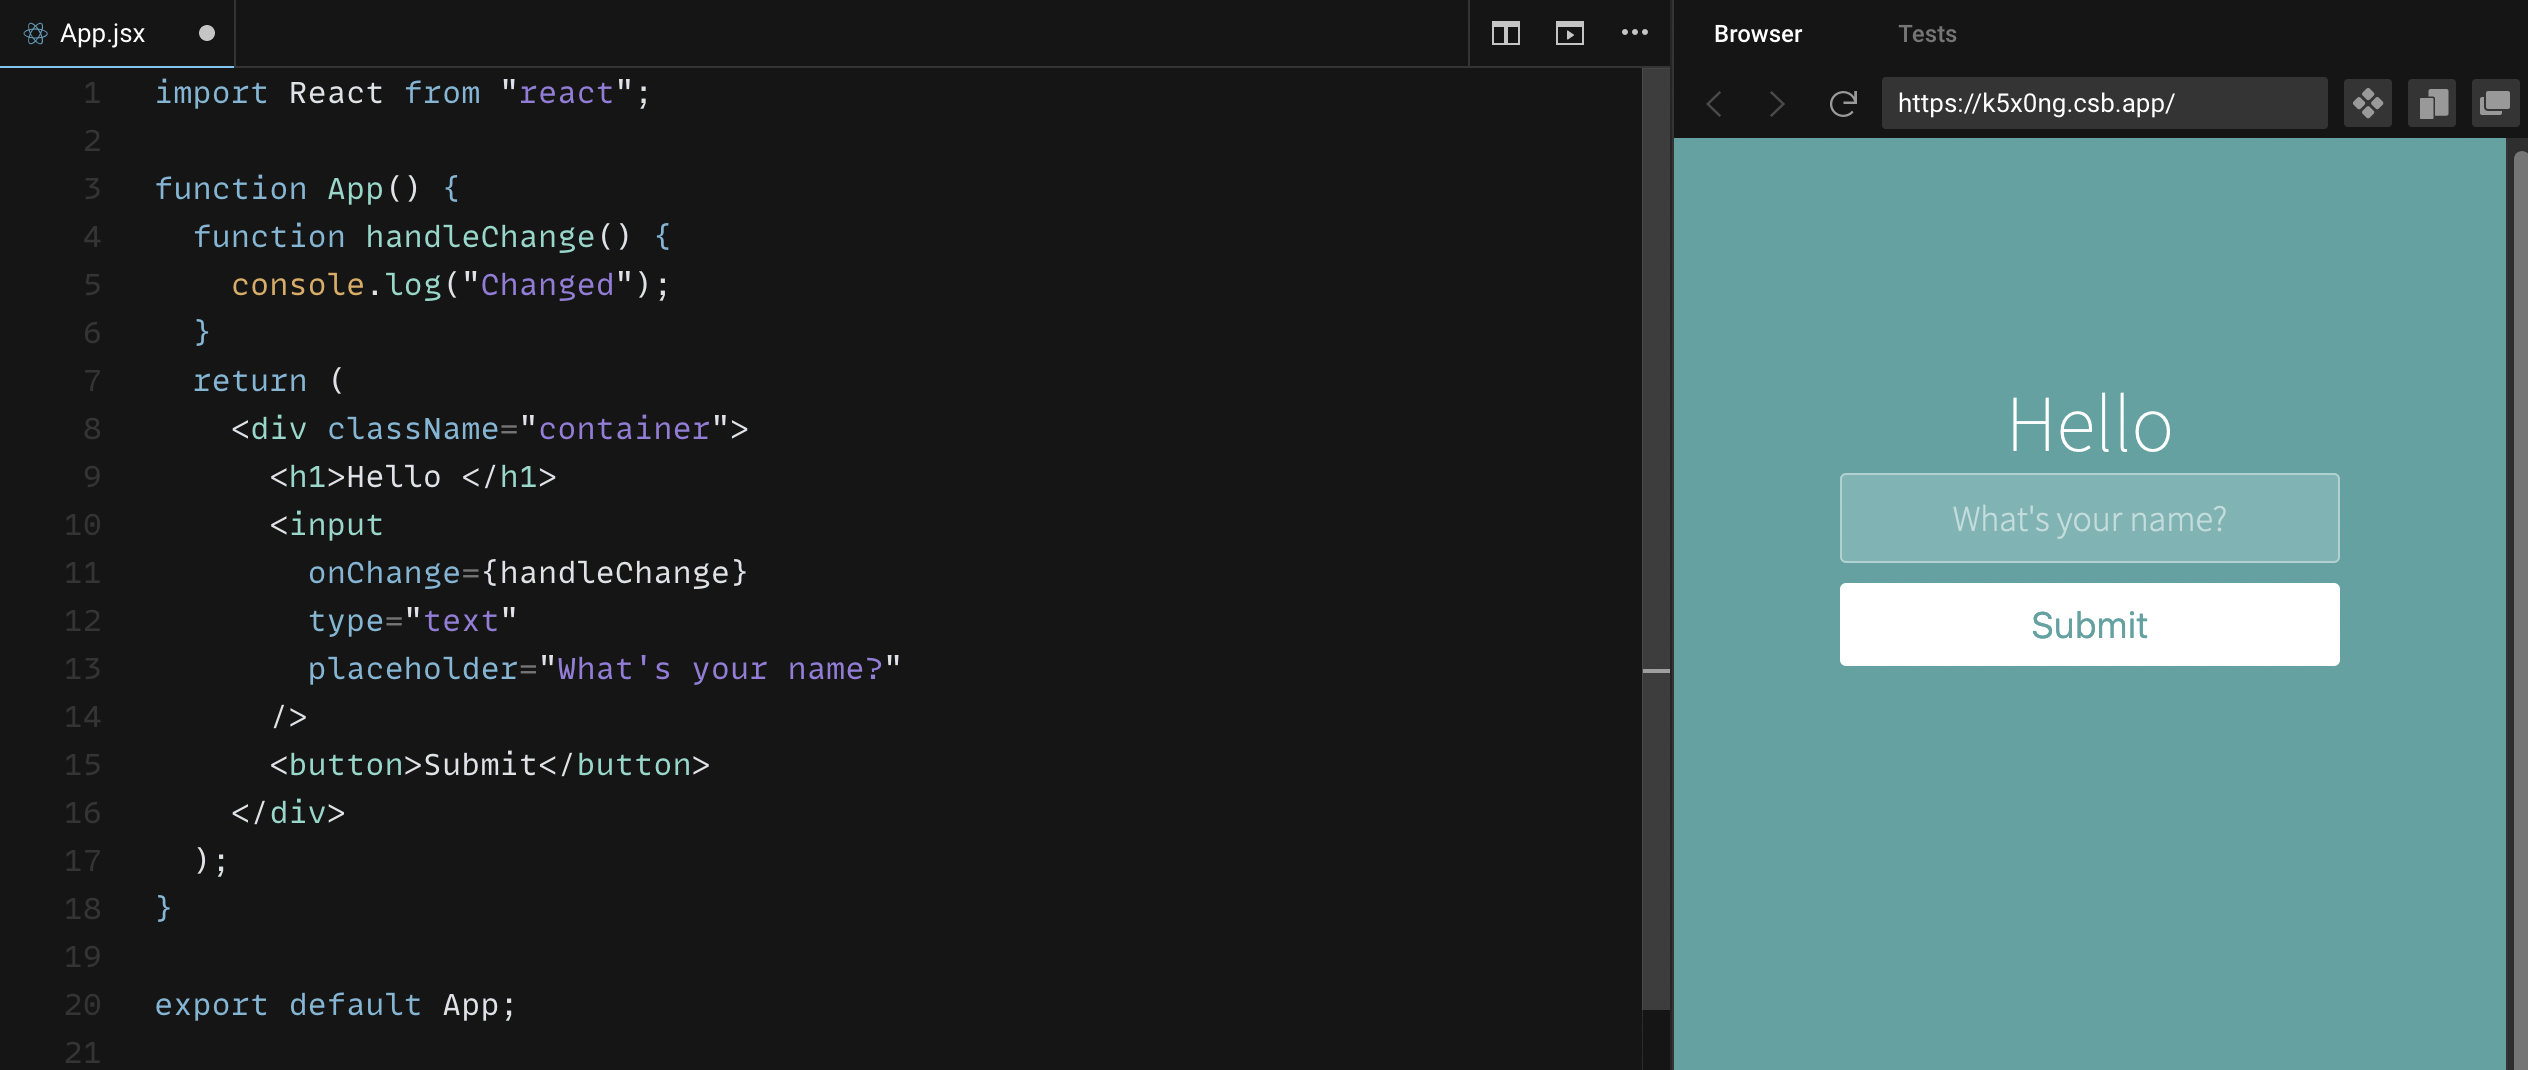 App.jsx
1 import React from "react";
2
3 function App() {
4 function handleChange() {
5 console.log("Changed");
6 }
7 return (
8 <div className="container">
9 <h1>Hello </h1>
10 <input
11 onChange={handleChange}
12 type="text"
13 placeholder="What's your name?"
14 />
15 <button>Submit</button>
16 </div>
17 );
18 }
19
20 export default App;
21
Browser Tests
https://k5x0ng.csb.app/
Hello
What's your name?
Submit